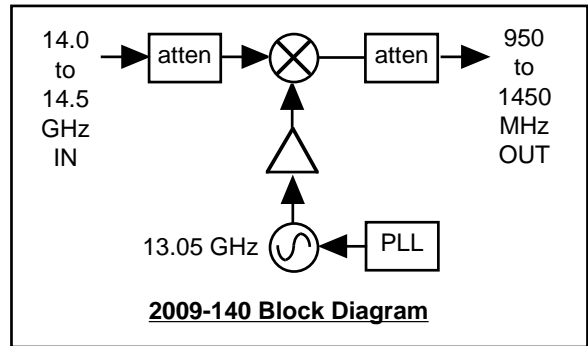 14.0
to
14.5
GHz
IN
atten
atten
950
to
1450
MHz
OUT
13.05 GHz
PLL
2009-140 Block Diagram